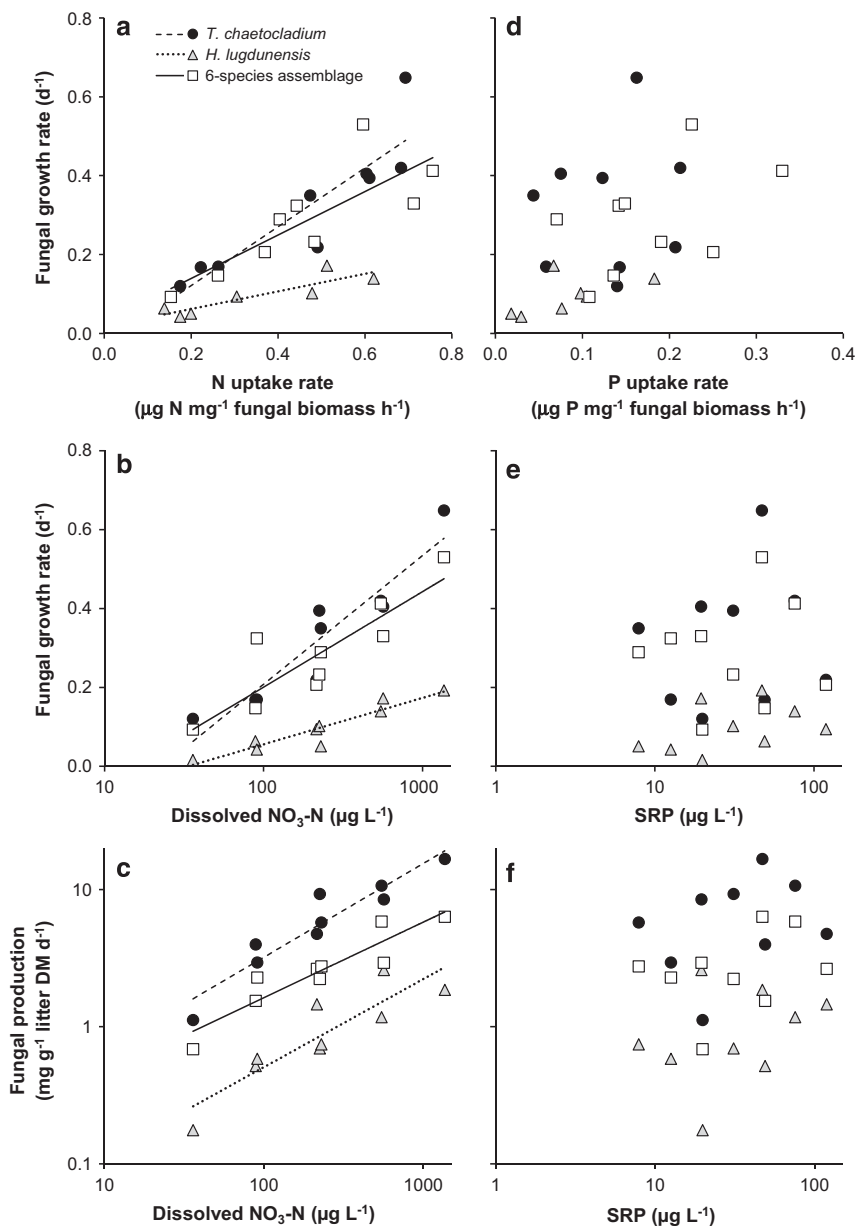 a
T. chaetocladium
H. lugdunensis
6-species assemblage
Fungal growth rate (d⁻¹)
0.8
0.6
0.4
0.2
0.0
0.0 0.2 0.4 0.6 0.8
N uptake rate
(µg N mg⁻¹ fungal biomass h⁻¹)
d
0.0 0.1 0.2 0.3 0.4
P uptake rate
(µg P mg⁻¹ fungal biomass h⁻¹)
b
Fungal growth rate (d⁻¹)
0.8
0.6
0.4
0.2
0.0
10 100 1000
Dissolved NO₃-N (µg L⁻¹)
e
1 10 100
SRP (µg L⁻¹)
c
Fungal production
(mg g⁻¹ litter DM d⁻¹)
10
1
0.1
10 100 1000
Dissolved NO₃-N (µg L⁻¹)
f
1 10 100
SRP (µg L⁻¹)